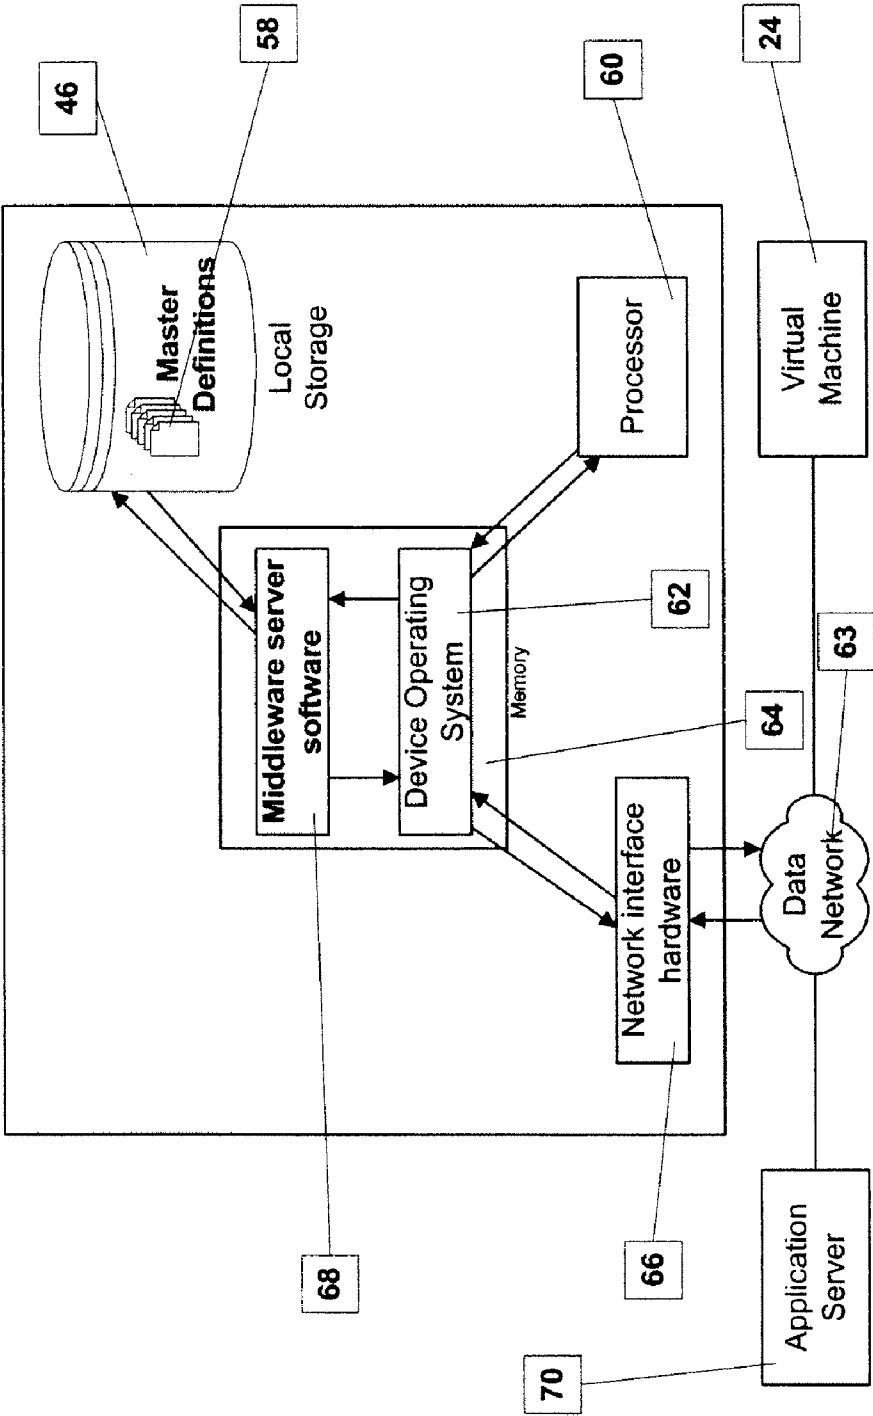 68
66
70
Middleware server
software
Device Operating
System
Memory
64
62
Network interface
hardware
Data
Network
63
Application
Server
Master
Definitions
Local
Storage
46
58
Processor
60
Virtual
Machine
24